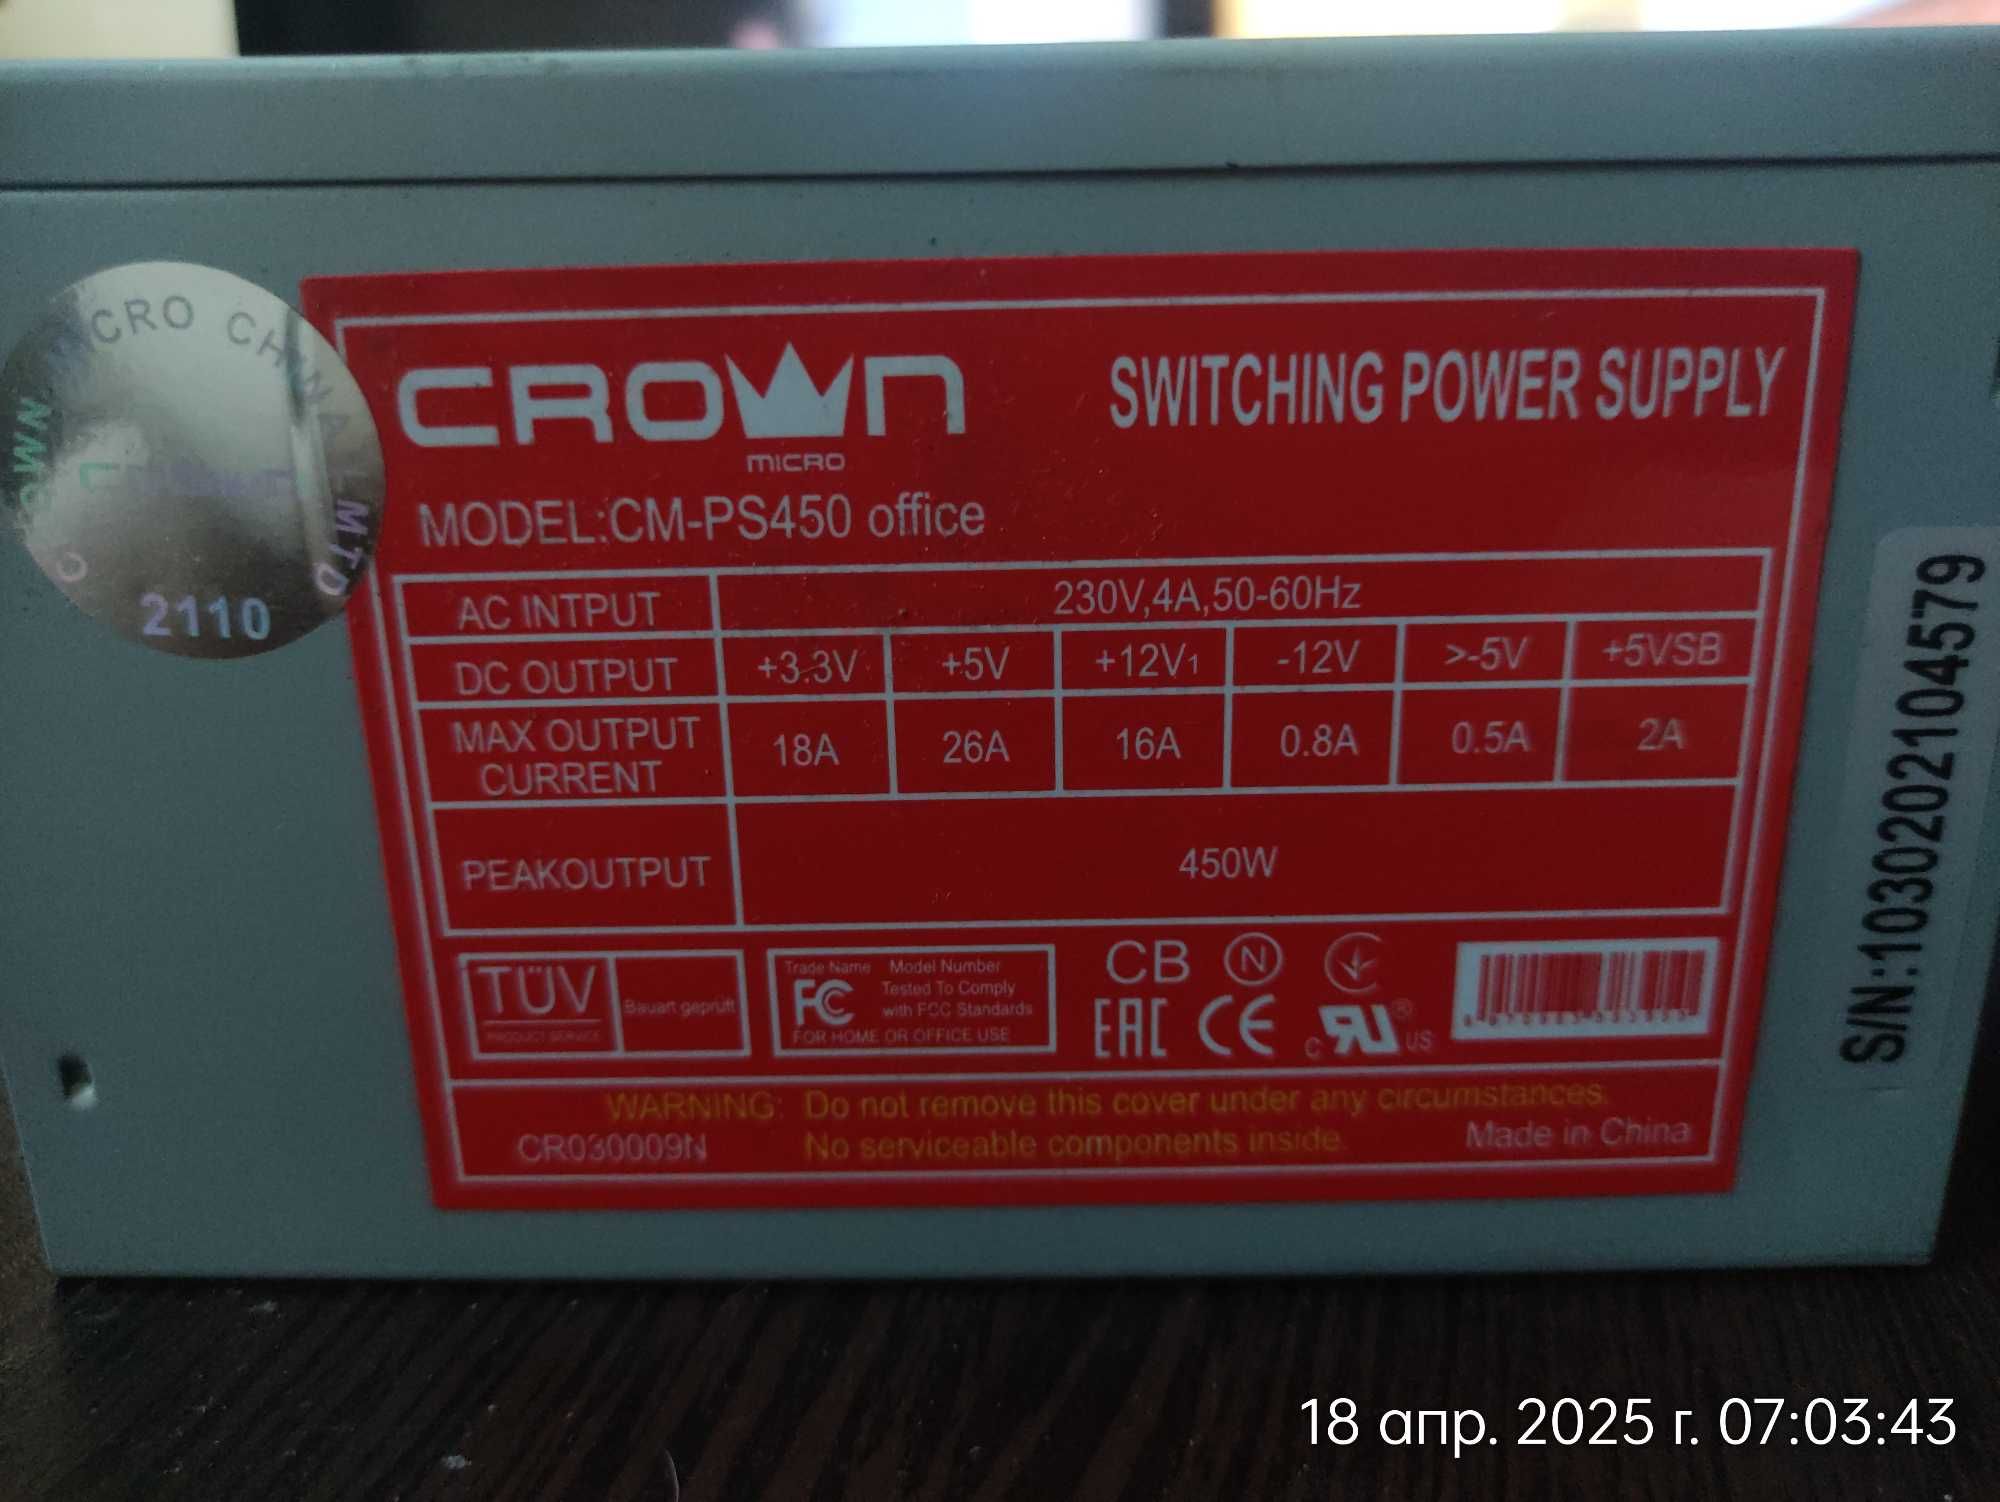 CROWN
MICRO
SWITCHING POWER SUPPLY
MODEL:CM-PS450 office
AC INTPUT 230V,4A,50-60Hz
DC OUTPUT +3.3V +5V +12V1 -12V >-5V +5VSB
MAX OUTPUT CURRENT 18A 26A 16A 0.8A 0.5A 2A
PEAKOUTPUT 450W
TÜV
PRODUCT SERVICE
Bauart geprüft
Trade Name Model Number
FC Tested To Comply
with FCC Standards
FOR HOME OR OFFICE USE
CB N
EAC CE c RU ® US
WARNING: Do not remove this cover under any circumstances.
No serviceable components inside.
CR030009N
Made in China
MICRO CHINA
2110
S/N:1030202104579
18 апр. 2025 г. 07:03:43